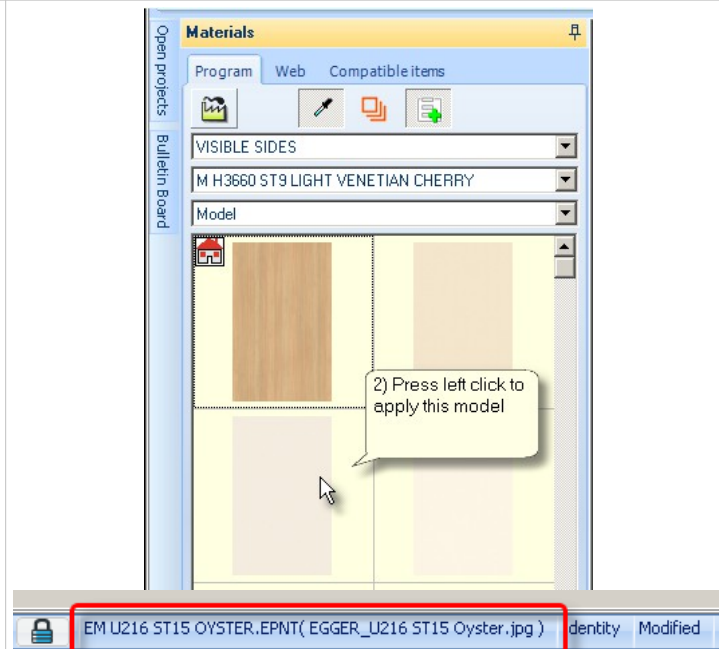 Open projects
Bulletin Board
Materials
Program Web Compatible items
VISIBLE SIDES
M H3660 ST9 LIGHT VENETIAN CHERRY
Model
2) Press left click to
apply this model
EM U216 ST15 OYSTER.EPNT( EGGER_U216 ST15 Oyster.jpg ) dentity Modified